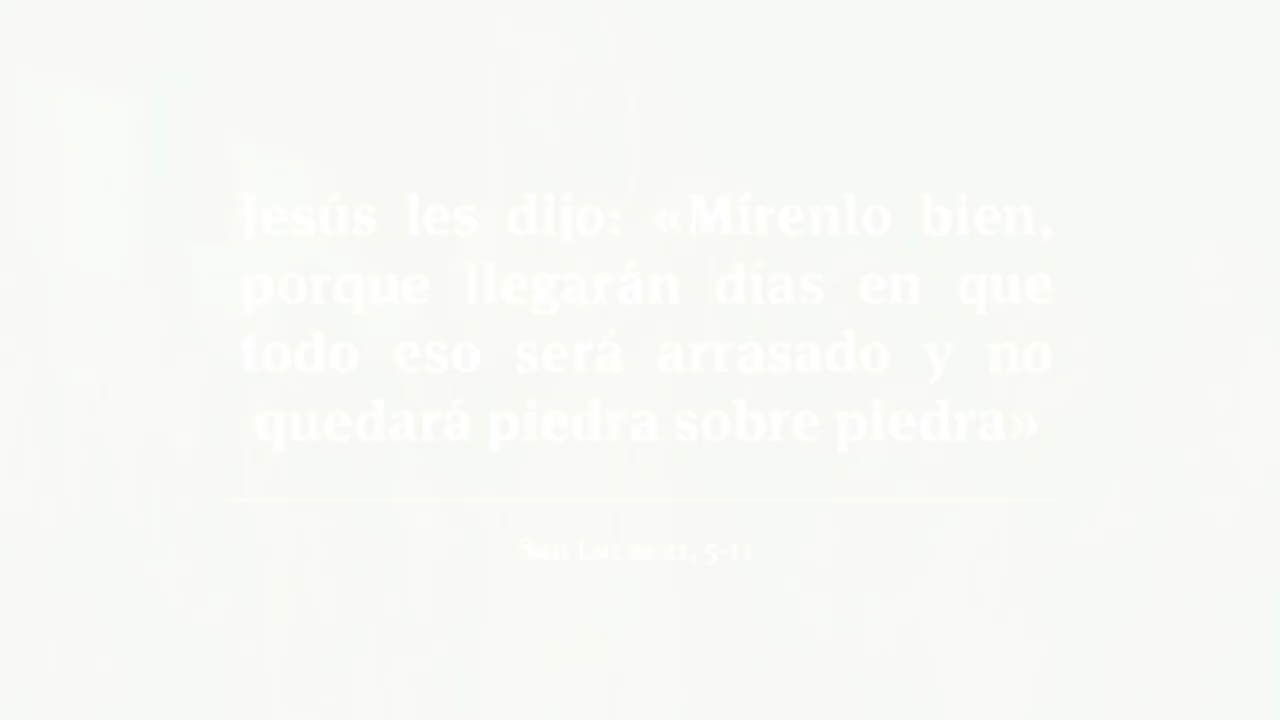 Jesús les dijo: «Mírenlo bien,
porque llegarán días en que
todo eso será arrasado y no
quedará piedra sobre piedra»
San Lucas 21, 5-11